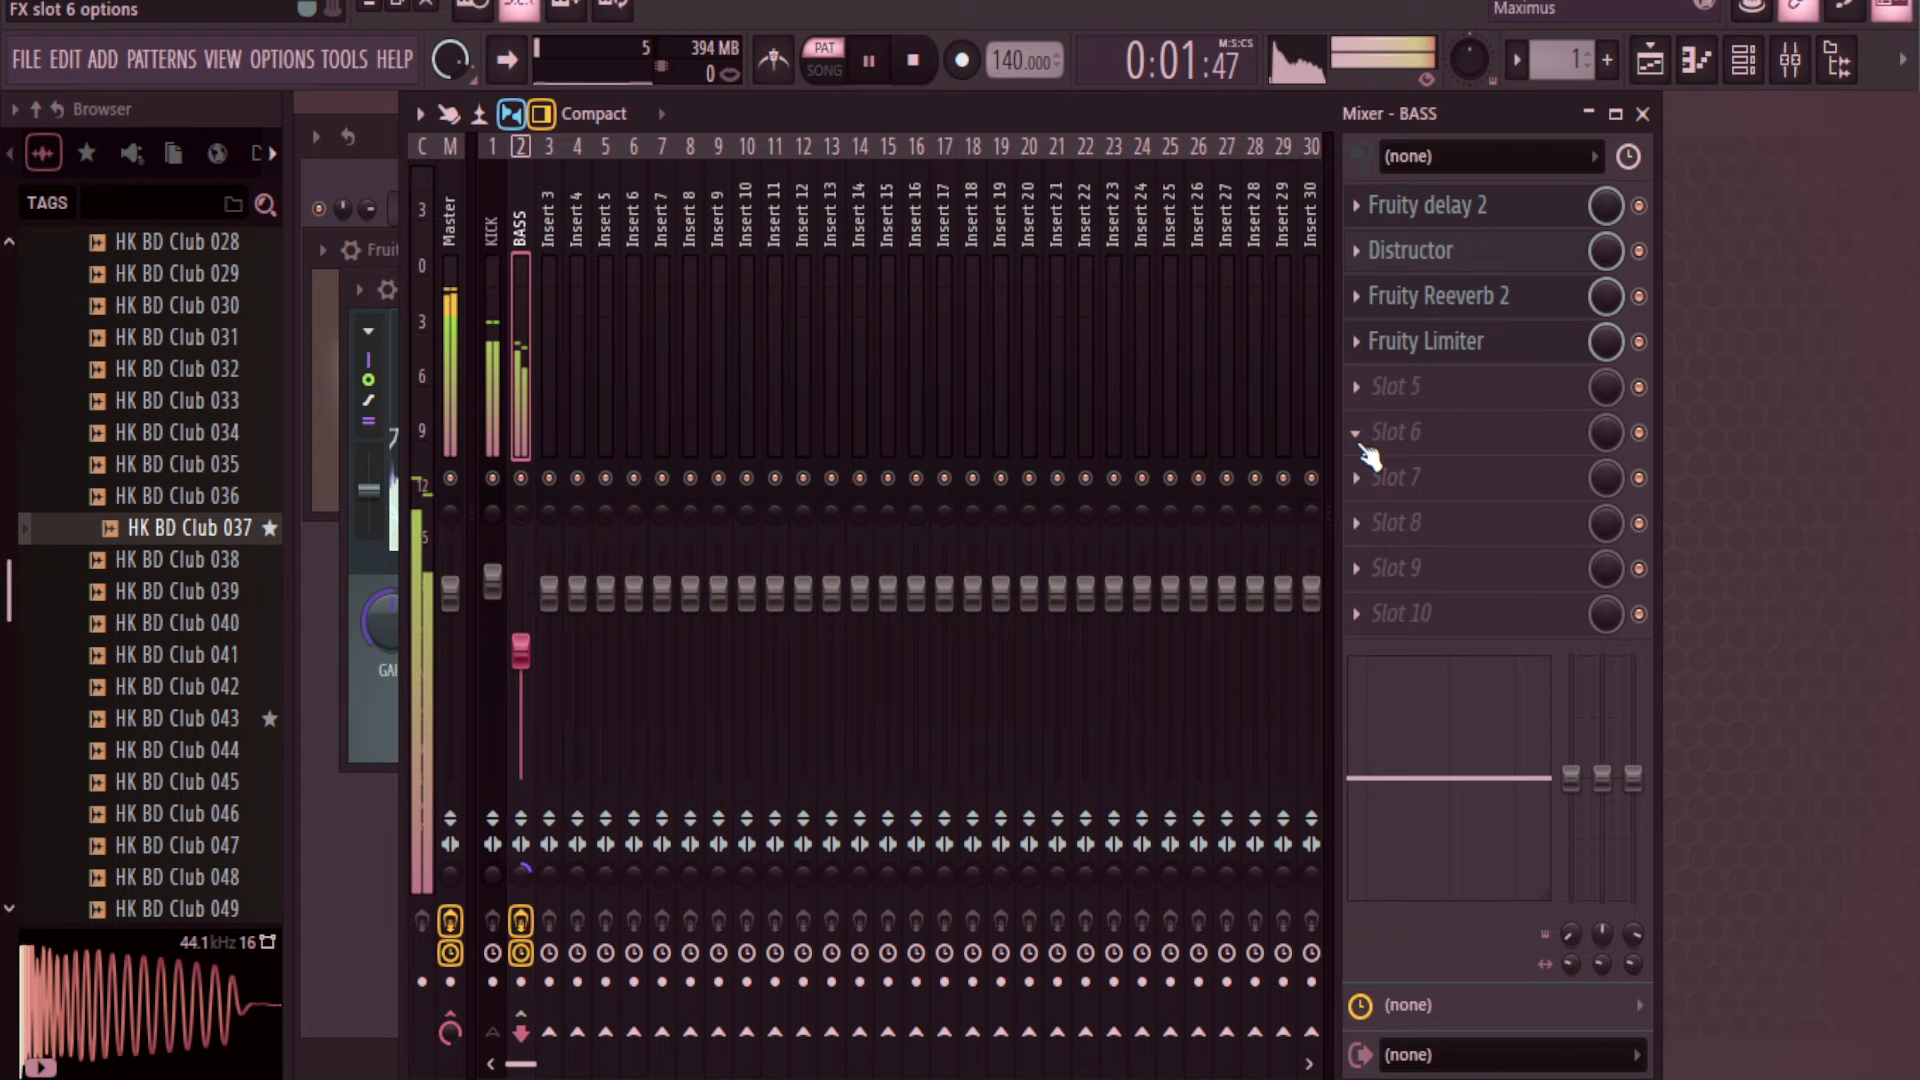 FX slot 6 options
Maximus
FILE EDIT ADD PATTERNS VIEW OPTIONS TOOLS HELP
5
394 MB
0
PAT
SONG
140.000
0:01:47
M:S:CS
1
Browser
TAGS
HK BD Club 028
HK BD Club 029
HK BD Club 030
HK BD Club 031
HK BD Club 032
HK BD Club 033
HK BD Club 034
HK BD Club 035
HK BD Club 036
HK BD Club 037
HK BD Club 038
HK BD Club 039
HK BD Club 040
HK BD Club 041
HK BD Club 042
HK BD Club 043
HK BD Club 044
HK BD Club 045
HK BD Club 046
HK BD Club 047
HK BD Club 048
HK BD Club 049
44.1kHz 16
Fruit
GAI
Compact
C M 1 2 3 4 5 6 7 8 9 10 11 12 13 14 15 16 17 18 19 20 21 22 23 24 25 26 27 28 29 30
Master
KICK
BASS
Insert 3
Insert 4
Insert 5
Insert 6
Insert 7
Insert 8
Insert 9
Insert 10
Insert 11
Insert 12
Insert 13
Insert 14
Insert 15
Insert 16
Insert 17
Insert 18
Insert 19
Insert 20
Insert 21
Insert 22
Insert 23
Insert 24
Insert 25
Insert 26
Insert 27
Insert 28
Insert 29
Insert 30
3
0
3
6
9
12
Mixer - BASS
(none)
Fruity delay 2
Distructor
Fruity Reeverb 2
Fruity Limiter
Slot 5
Slot 6
Slot 7
Slot 8
Slot 9
Slot 10
(none)
(none)